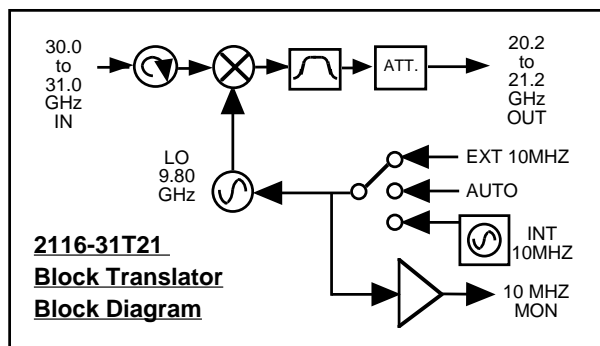 30.0
to
31.0
GHz
IN
ATT.
20.2
to
21.2
GHz
OUT
LO
9.80
GHz
EXT 10MHZ
AUTO
INT
10MHZ
10 MHZ
MON
2116-31T21
Block Translator
Block Diagram